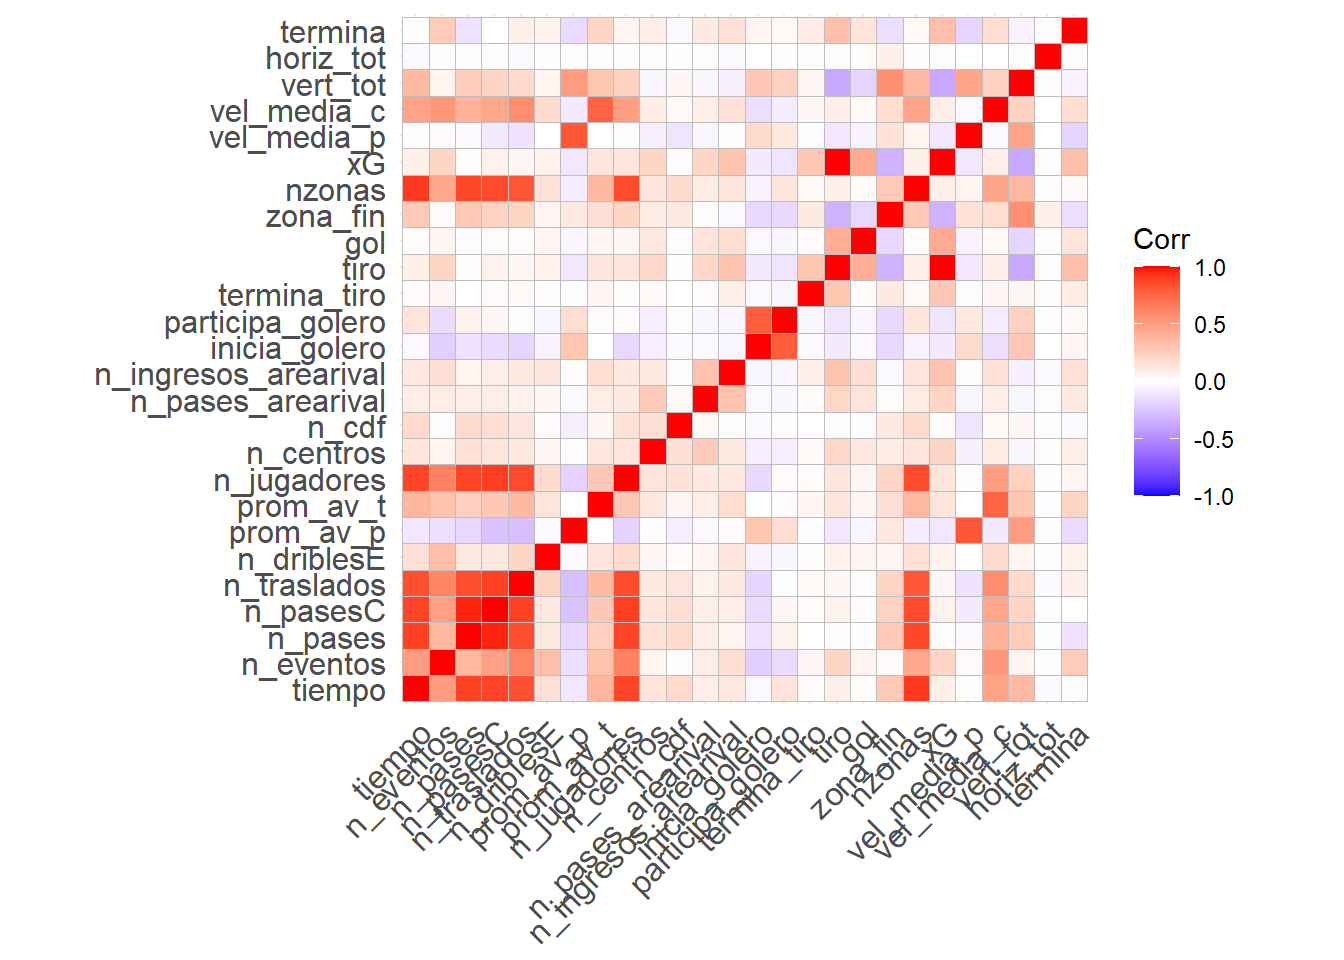 termina
horiz_tot
vert_tot
vel_media_c
vel_media_p
xG
nzonas
zona_fin
gol
tiro
termina_tiro
participa_golero
inicia_golero
n_ingresos_arearival
n_pases_arearival
n_cdf
n_centros
n_jugadores
prom_av_t
prom_av_p
n_driblesE
n_traslados
n_pasesC
n_pases
n_eventos
tiempo
tiempo
n_eventos
n_pases
n_pasesC
n_traslados
n_driblesE
prom_av_p
prom_av_t
n_jugadores
n_centros
n_cdf
n_pases_arearival
n_ingresos_arearival
inicia_golero
participa_golero
termina_tiro
tiro
gol
zona_fin
nzonas
xG
vel_media_p
vel_media_c
vert_tot
horiz_tot
termina
Corr
1.0
0.5
0.0
-0.5
-1.0